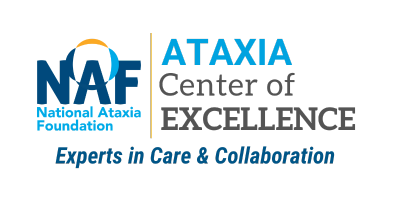 NAF
National Ataxia
Foundation
ATAXIA
Center of
EXCELLENCE
Experts in Care & Collaboration